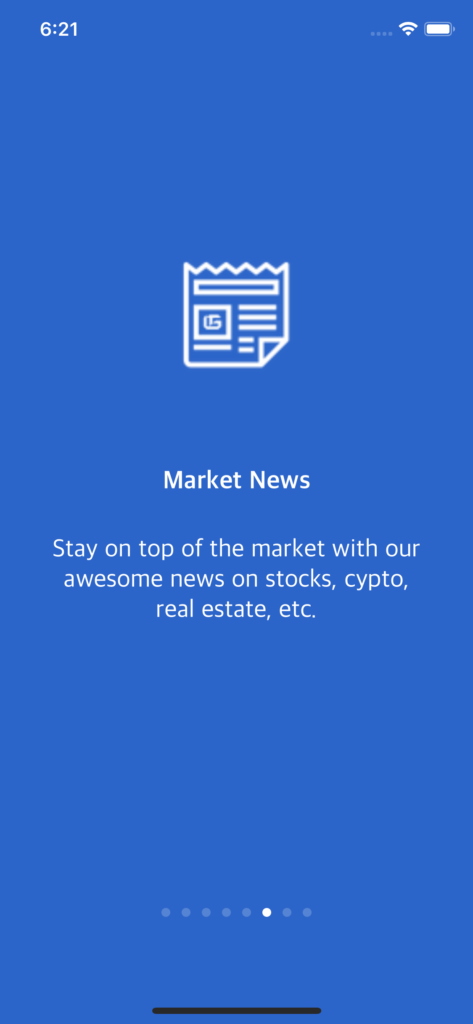 6:21
Market News
Stay on top of the market with our
awesome news on stocks, cypto,
real estate, etc.